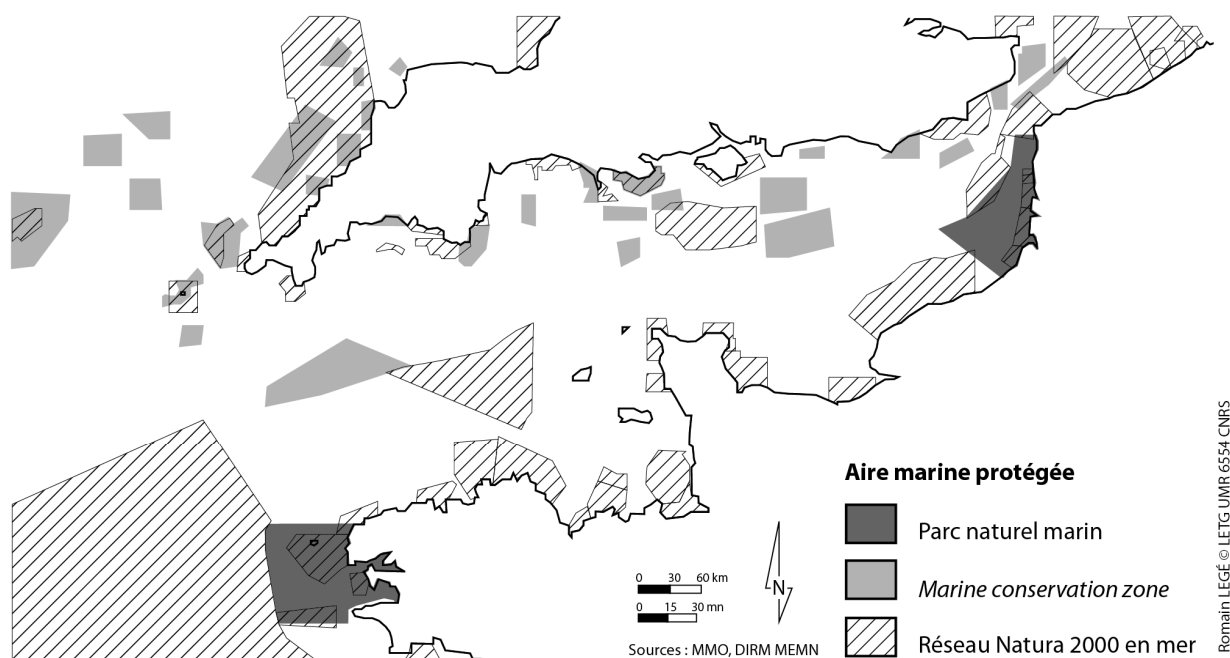 Aire marine protégée
Parc naturel marin
Marine conservation zone
Réseau Natura 2000 en mer
0 30 60 km
0 15 30 mn
N
Sources : MMO, DIRM MEMN
Romain LEGÉ © LETG UMR 6554 CNRS